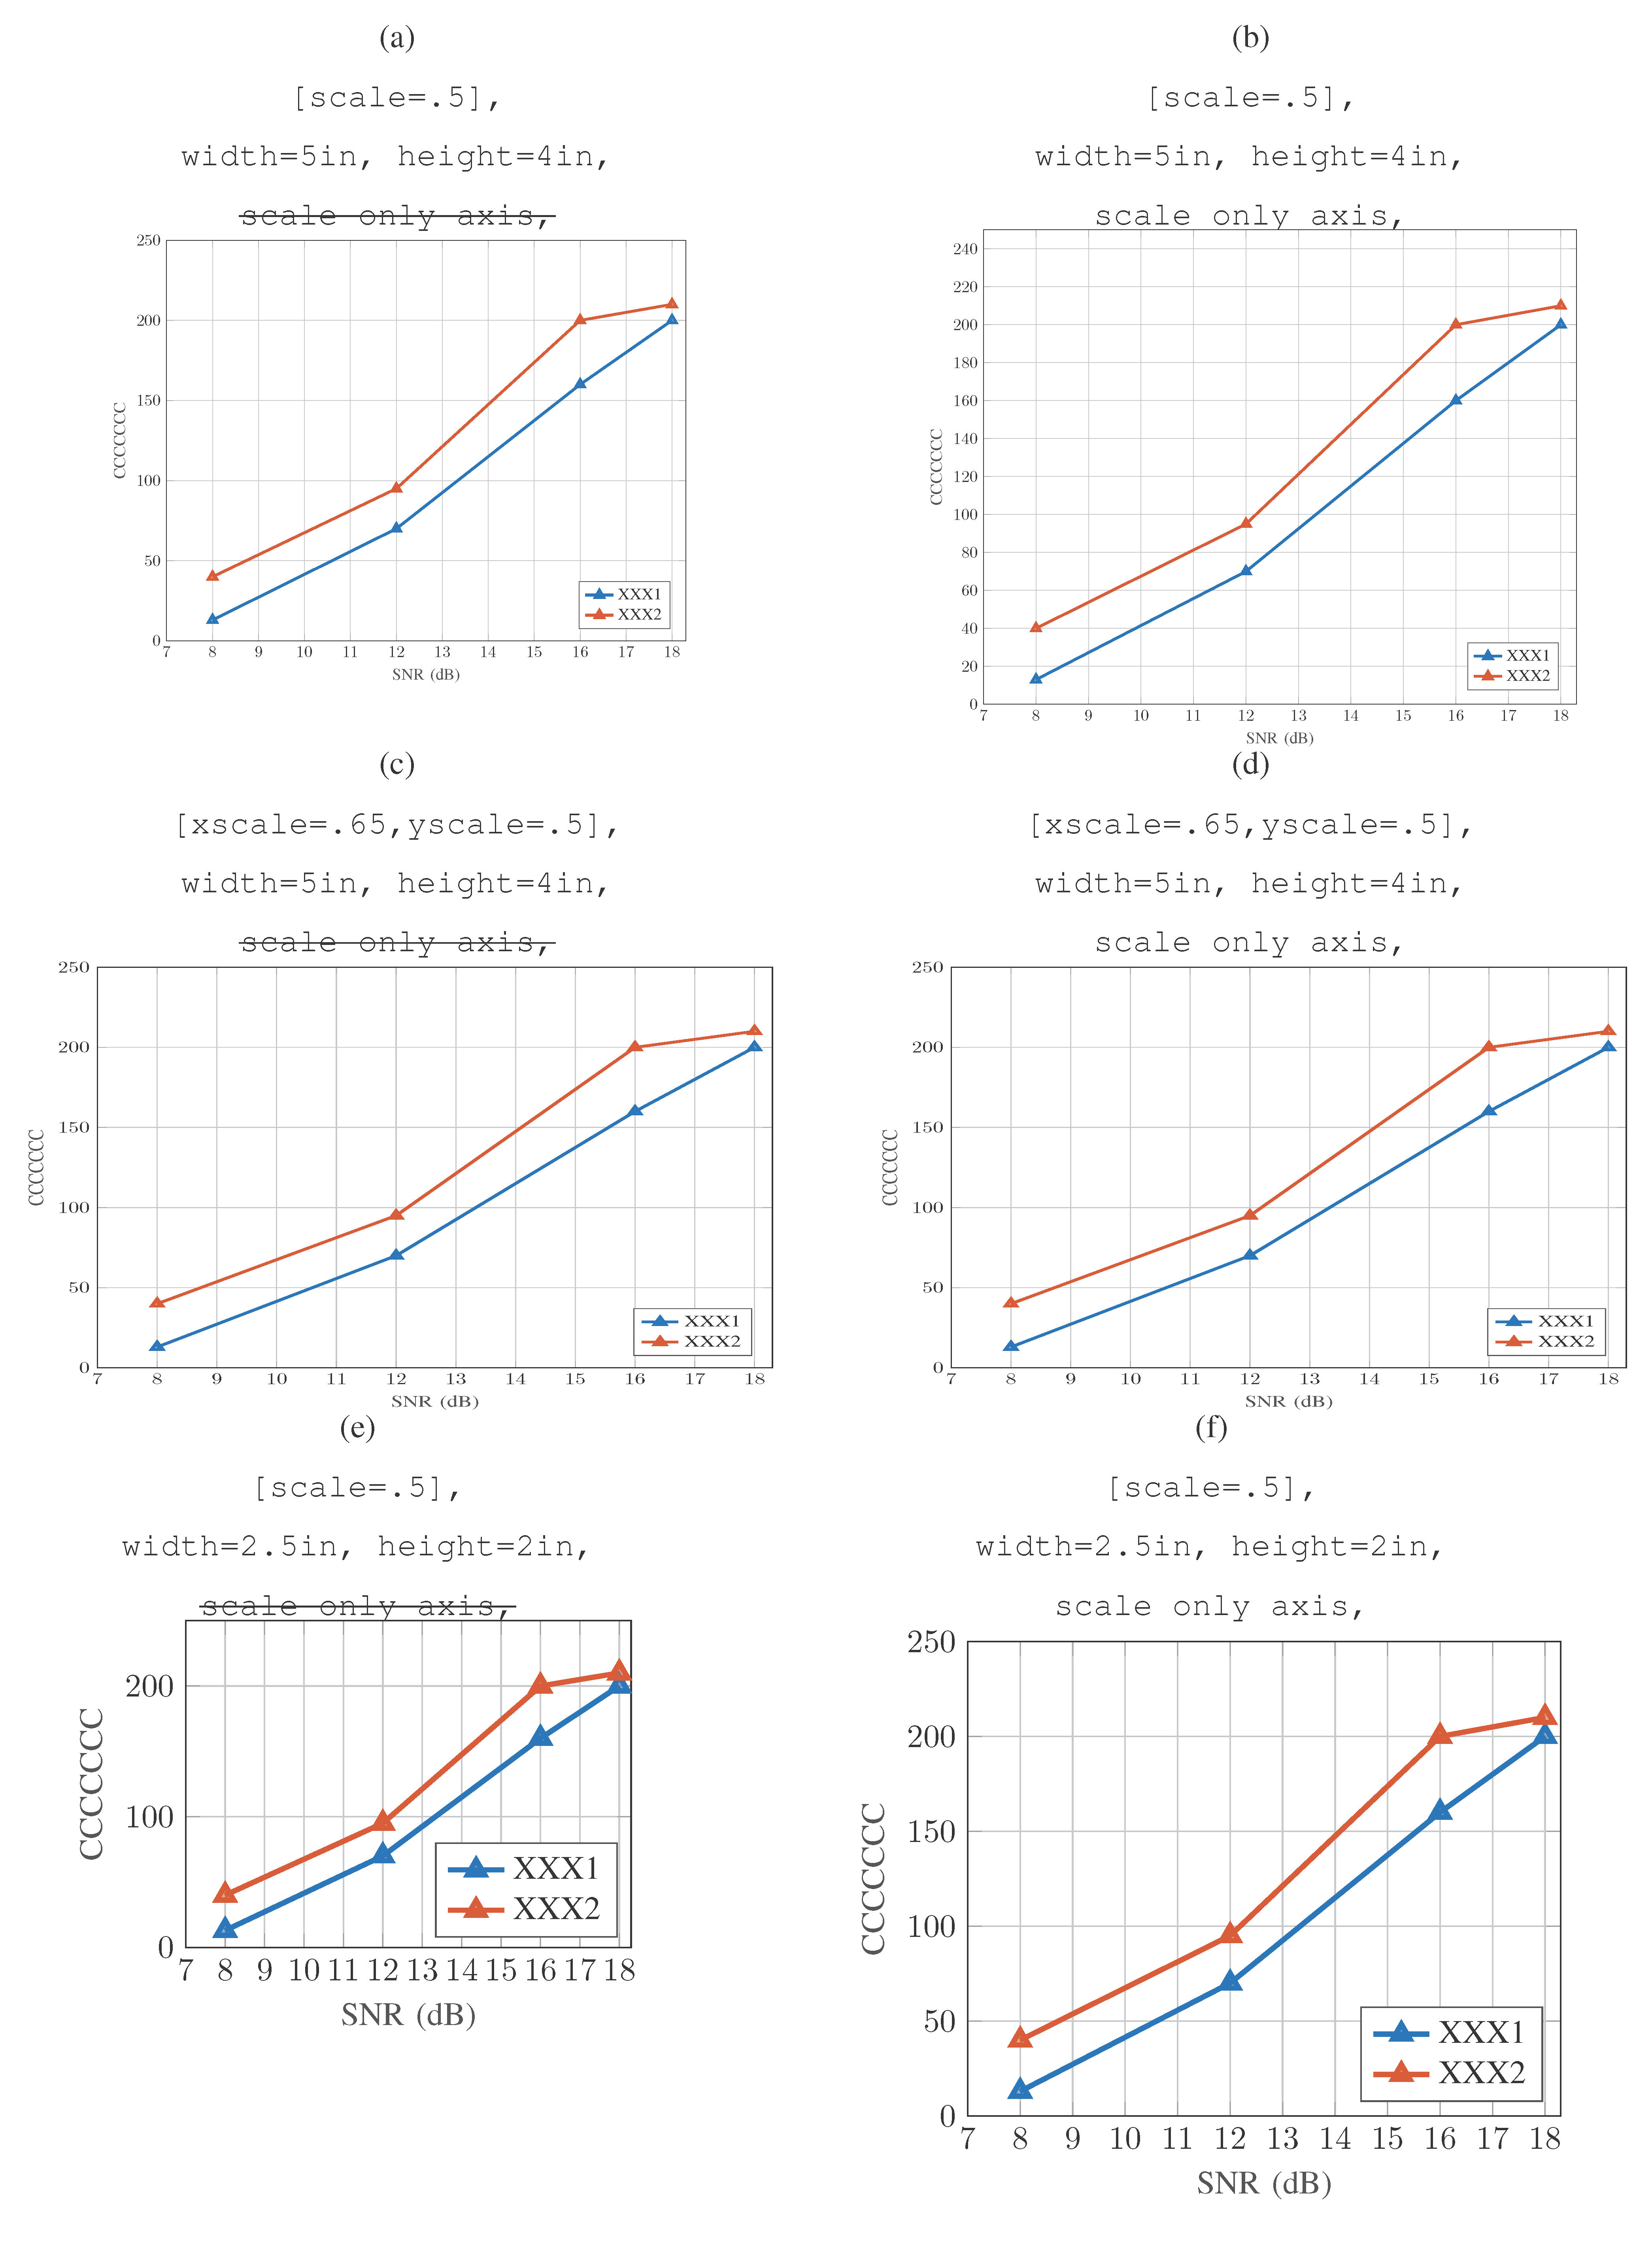 (a)
[scale=.5],
width=5in, height=4in,
scale only axis,
250
200
150
100
50
0
CCCCCCC
XXX1
XXX2
7 8 9 10 11 12 13 14 15 16 17 18
SNR (dB)
(b)
[scale=.5],
width=5in, height=4in,
scale only axis,
240
220
200
180
160
140
120
100
80
60
40
20
0
CCCCCCC
XXX1
XXX2
7 8 9 10 11 12 13 14 15 16 17 18
SNR (dB)
(c)
[xscale=.65,yscale=.5],
width=5in, height=4in,
scale only axis,
250
200
150
100
50
0
CCCCCCC
XXX1
XXX2
7 8 9 10 11 12 13 14 15 16 17 18
SNR (dB)
(d)
[xscale=.65,yscale=.5],
width=5in, height=4in,
scale only axis,
250
200
150
100
50
0
CCCCCCC
XXX1
XXX2
7 8 9 10 11 12 13 14 15 16 17 18
SNR (dB)
(e)
[scale=.5],
width=2.5in, height=2in,
scale only axis,
200
100
0
CCCCCCC
XXX1
XXX2
7 8 9 10 11 12 13 14 15 16 17 18
SNR (dB)
(f)
[scale=.5],
width=2.5in, height=2in,
scale only axis,
250
200
150
100
50
0
CCCCCCC
XXX1
XXX2
7 8 9 10 11 12 13 14 15 16 17 18
SNR (dB)